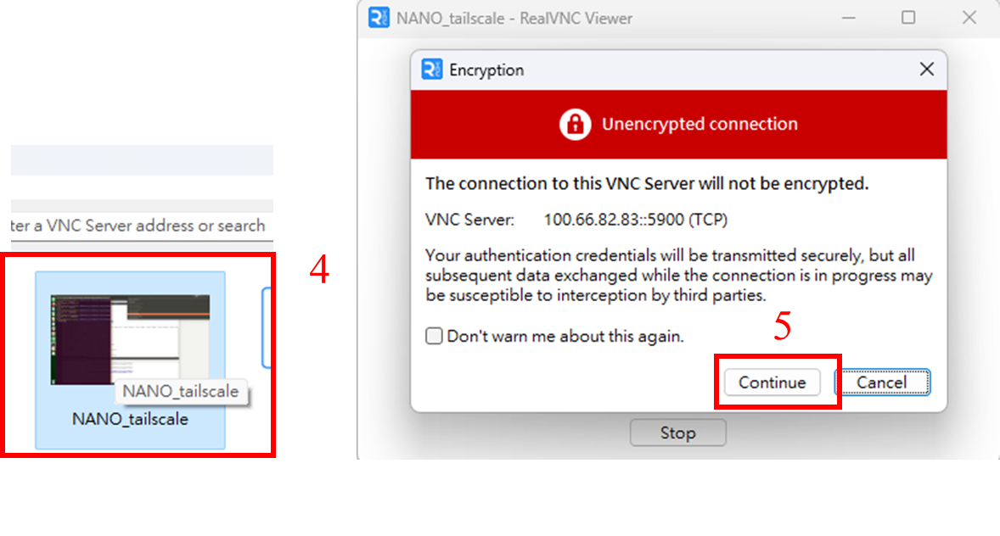 ter a VNC Server address or search
NANO_tailscale
NANO_tailscale
4
NANO_tailscale - RealVNC Viewer
Encryption
Unencrypted connection
The connection to this VNC Server will not be encrypted.
VNC Server: 100.66.82.83::5900 (TCP)
Your authentication credentials will be transmitted securely, but all
subsequent data exchanged while the connection is in progress may
be susceptible to interception by third parties.
Don't warn me about this again.
5
Continue
Cancel
Stop